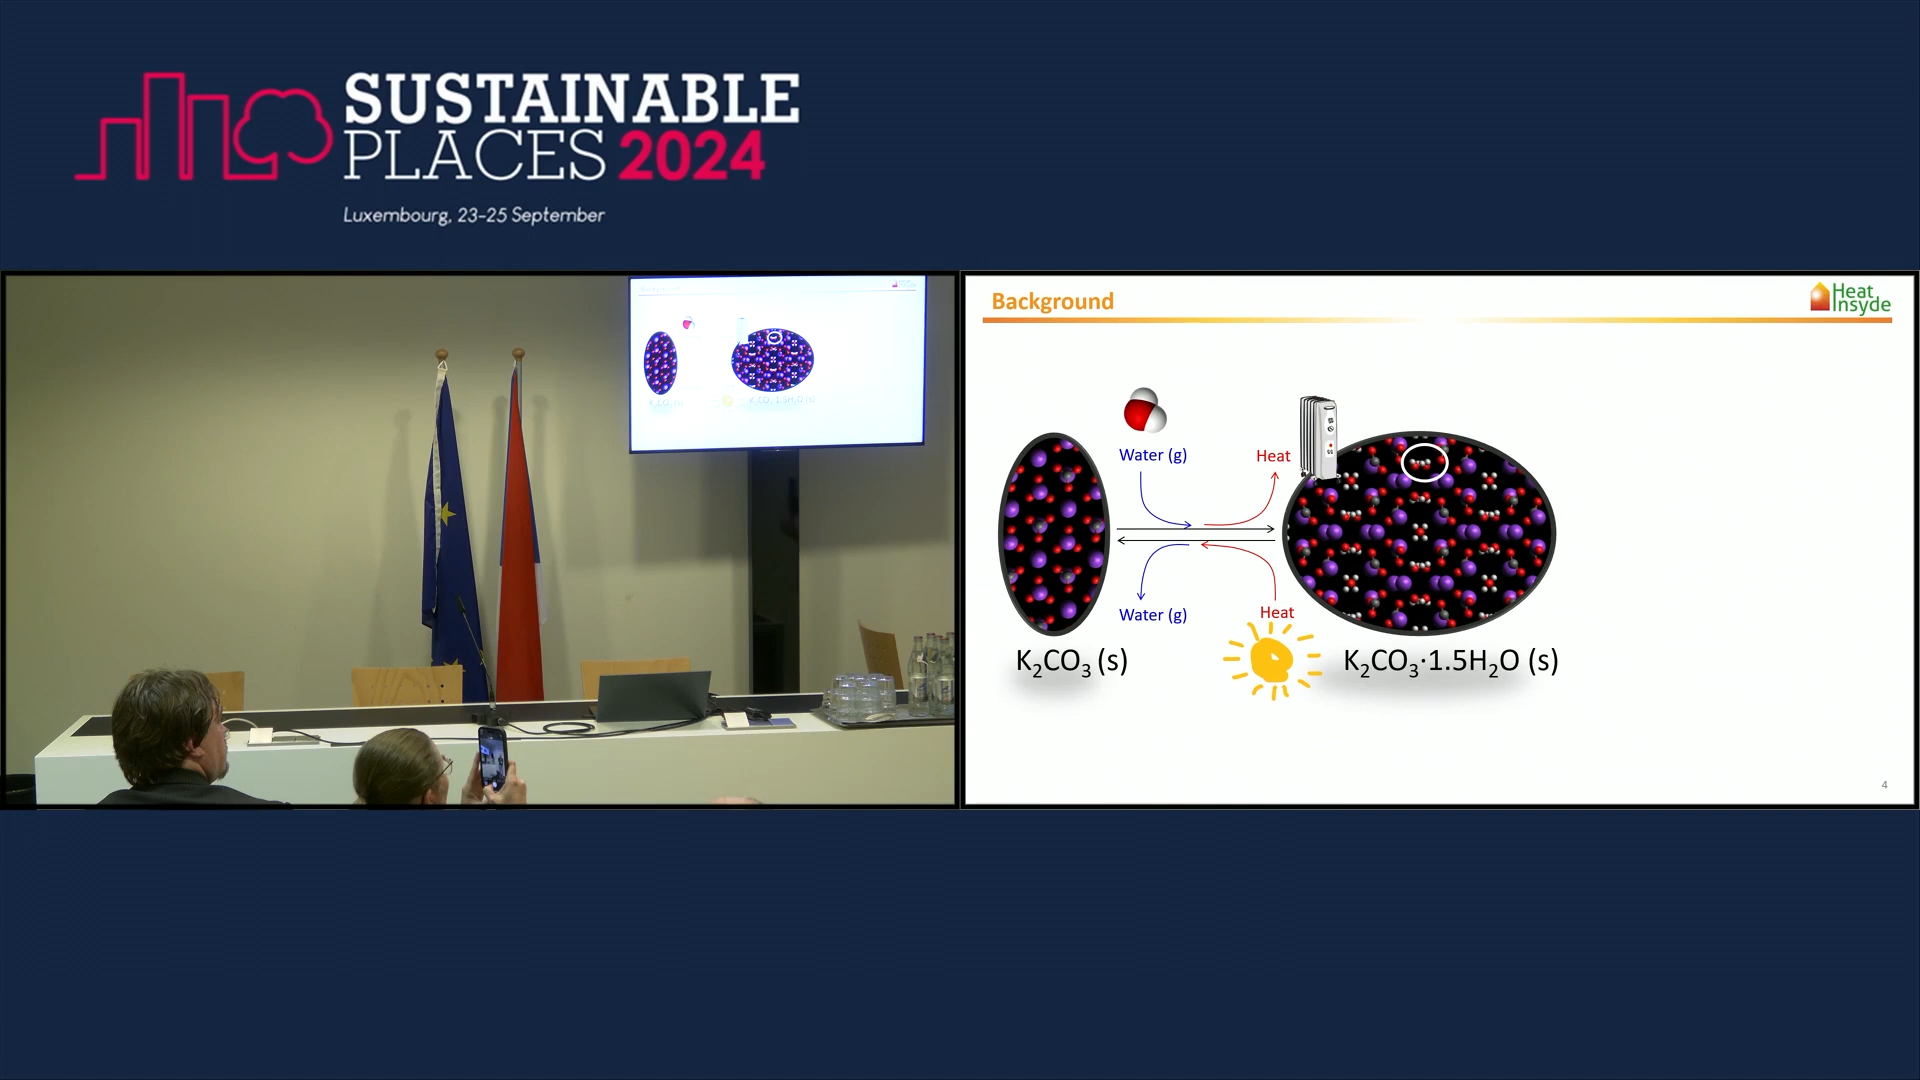 SUSTAINABLE
PLACES 2024
Luxembourg, 23-25 September
Background
Heat
Insyde
Water (g)
Heat
Water (g)
Heat
K₂CO₃ (s)
K₂CO₃·1.5H₂O (s)
4